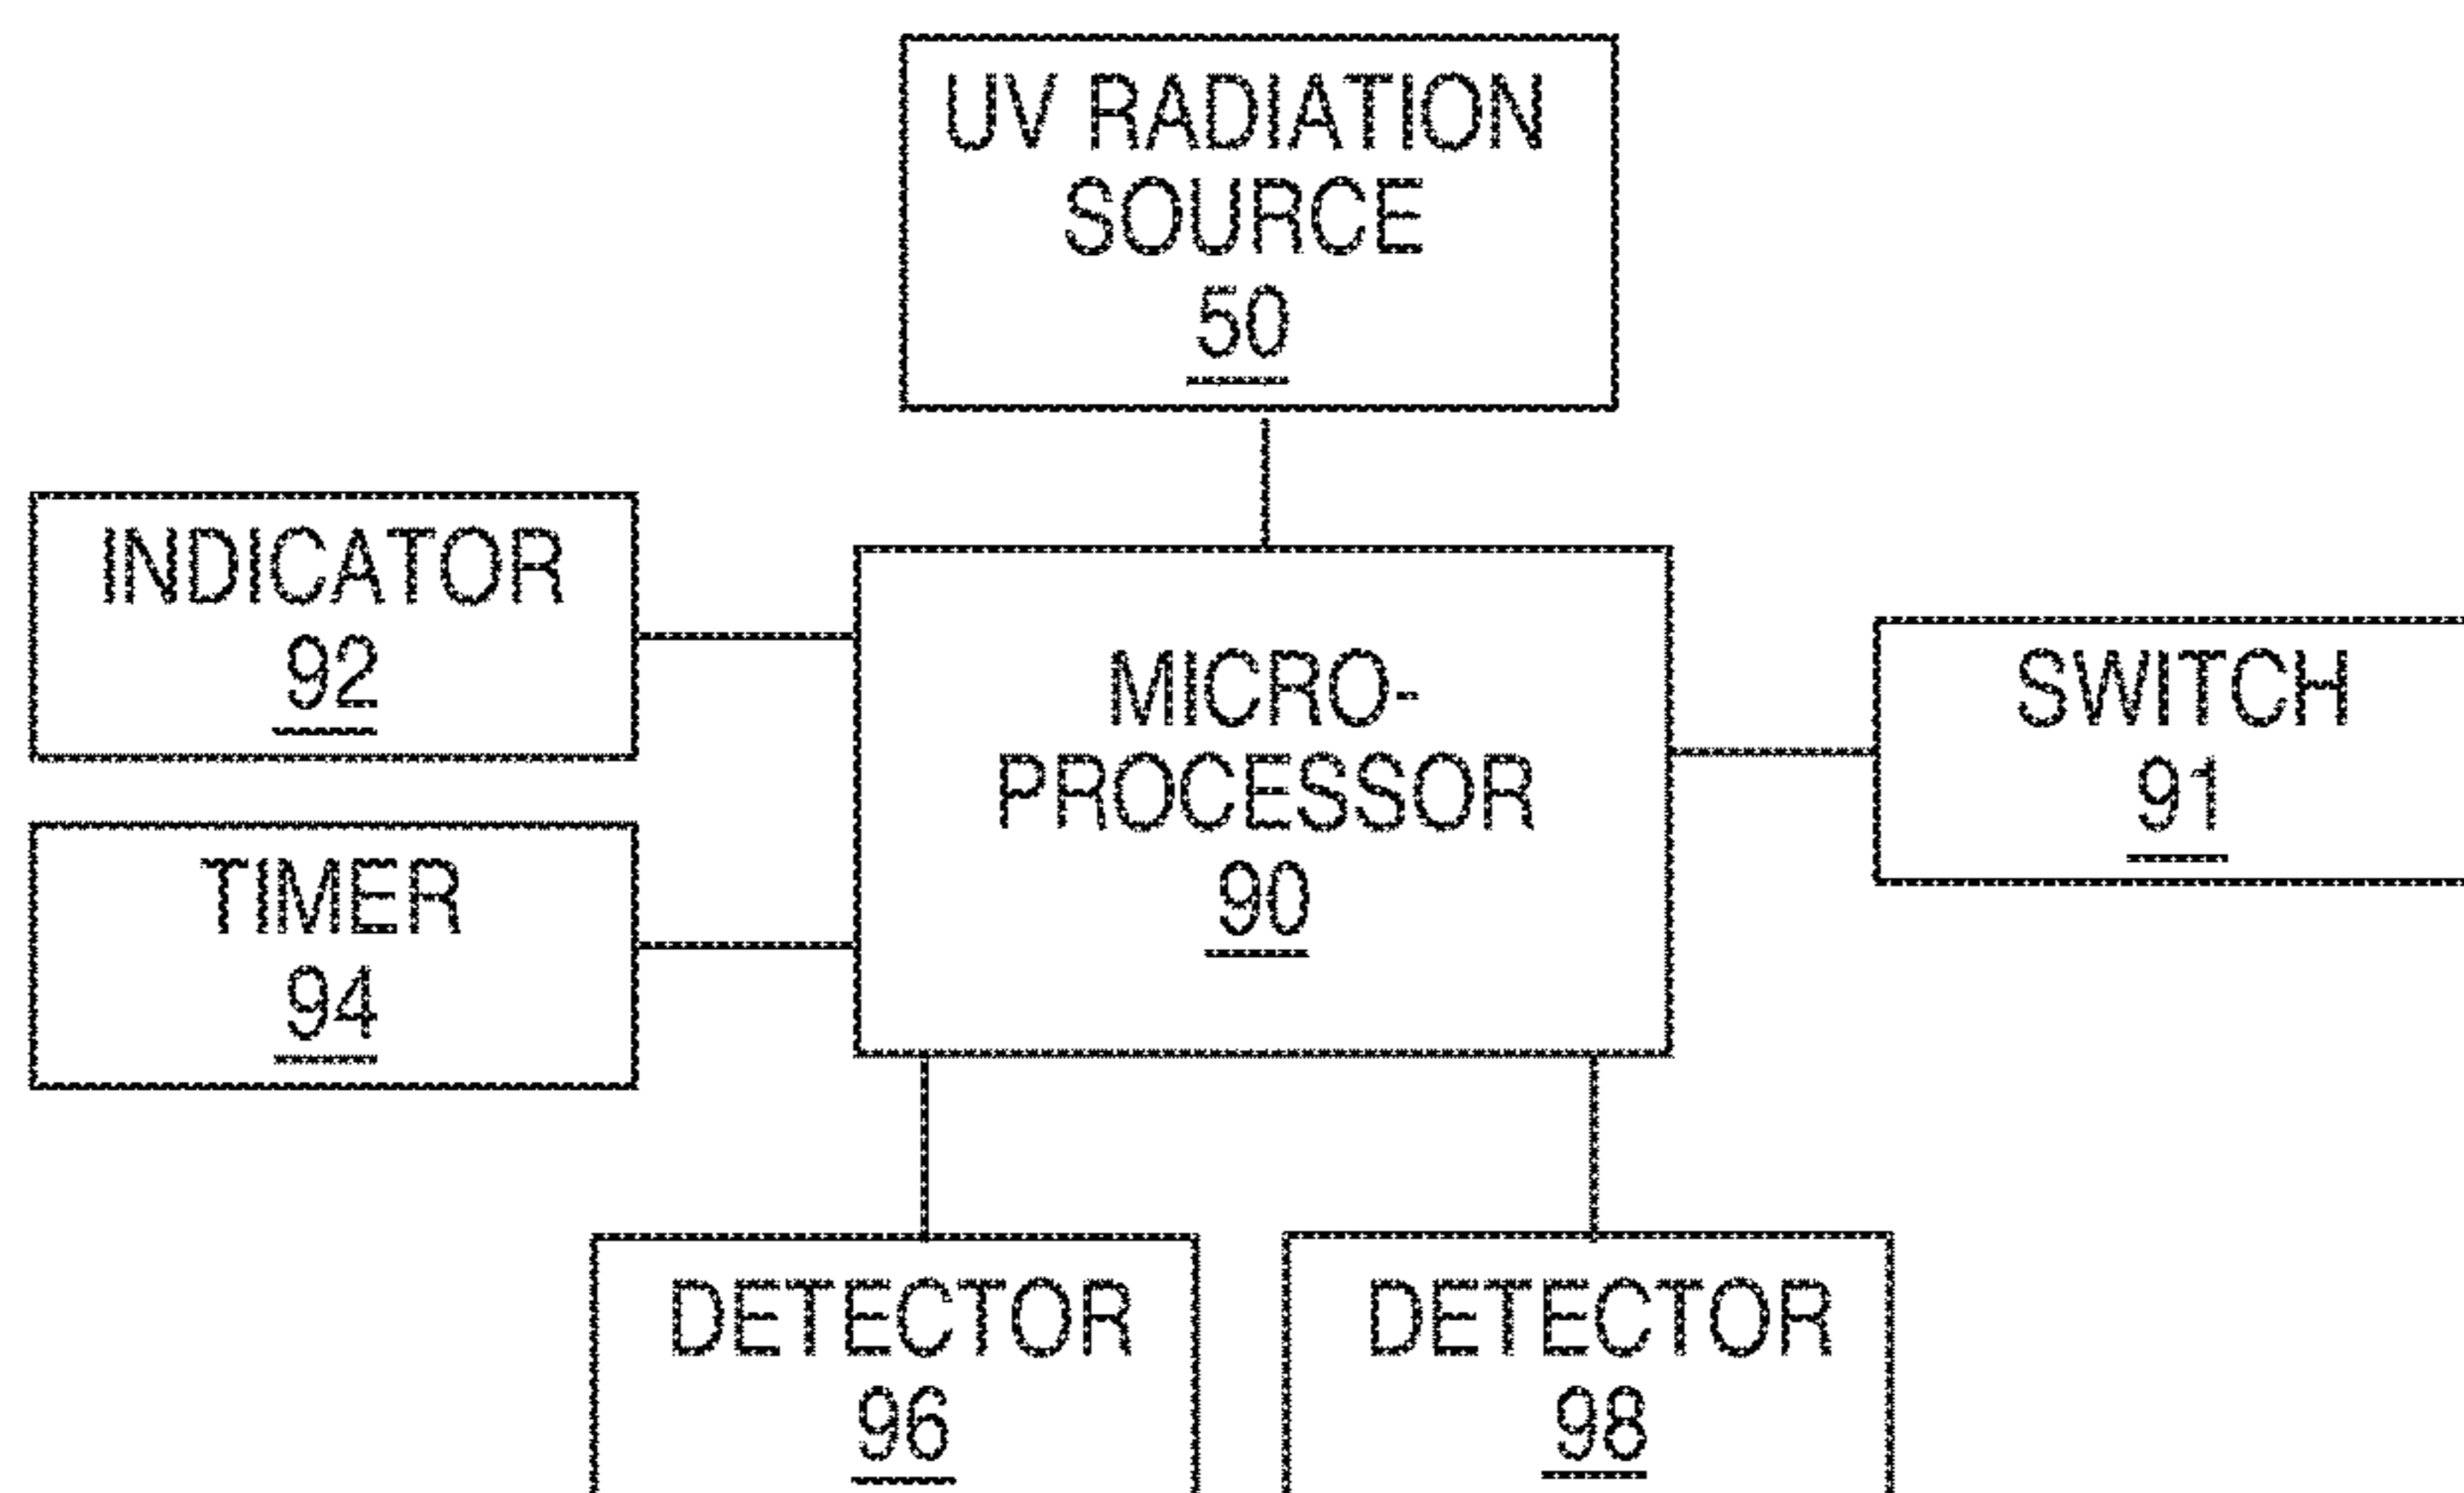 UV RADIATION
SOURCE
50
INDICATOR
92
MICRO-
PROCESSOR
90
SWITCH
91
TIMER
94
DETECTOR
96
DETECTOR
98